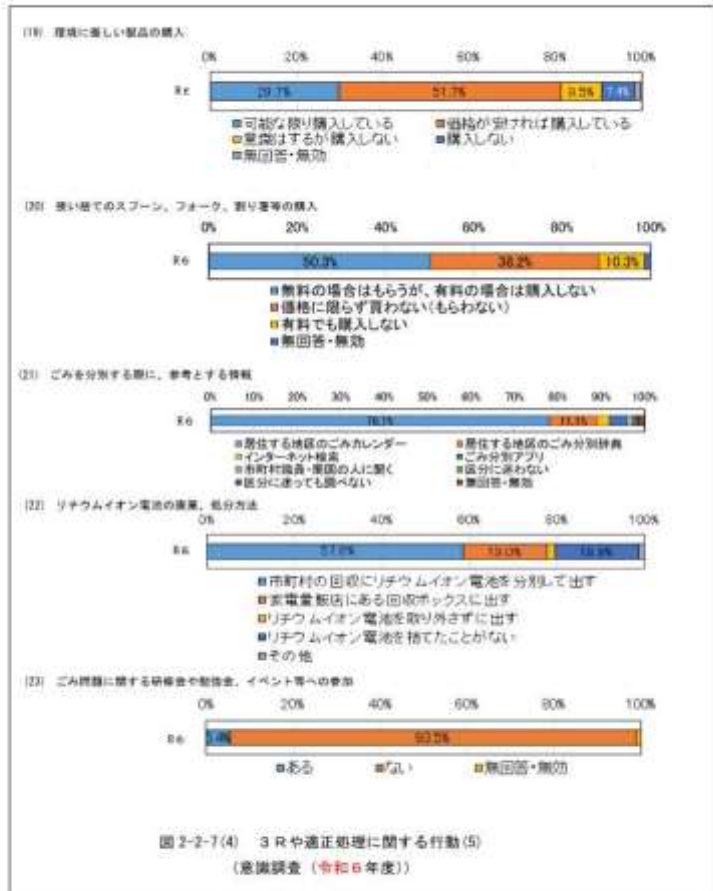 (19) 環境に優しい製品の購入
0% 20% 40% 60% 80% 100%
R6 29.7% 51.7% 9.5% 7.4%
■可能な限り購入している ■価格が安ければ購入している
■意識はするが購入しない ■購入しない
■無回答・無効
(20) 使い捨てのスプーン、フォーク、割り箸等の購入
0% 20% 40% 60% 80% 100%
R6 50.3% 38.2% 10.3%
■無料の場合はもらうが、有料の場合は購入しない
■価格に限らず買わない(もらわない)
■有料でも購入しない
■無回答・無効
(21) ごみを分別する際に、参考とする情報
0% 10% 20% 30% 40% 50% 60% 70% 80% 90% 100%
R6
■居住する地区のごみカレンダー ■居住する地区のごみ分別辞典
■インターネット検索 ■ごみ分別アプリ
■市町村職員・周囲の人に聞く ■区分に迷わない
■区分に迷っても調べない ■無回答・無効
(22) リチウムイオン電池の廃棄、処分方法
0% 20% 40% 60% 80% 100%
R6 19.0%
■市町村の回収にリチウムイオン電池を分別して出す
■家電量販店にある回収ボックスに出す
■リチウムイオン電池を取り外さずに出す
■リチウムイオン電池を捨てたことがない
■その他
(23) ごみ問題に関する研修会や勉強会、イベント等への参加
0% 20% 40% 60% 80% 100%
R6 5.4% 93.5%
■ある ■ない ■無回答・無効
図 2-2-7(4) 3Rや適正処理に関する行動(5)
(意識調査（令和6年度))